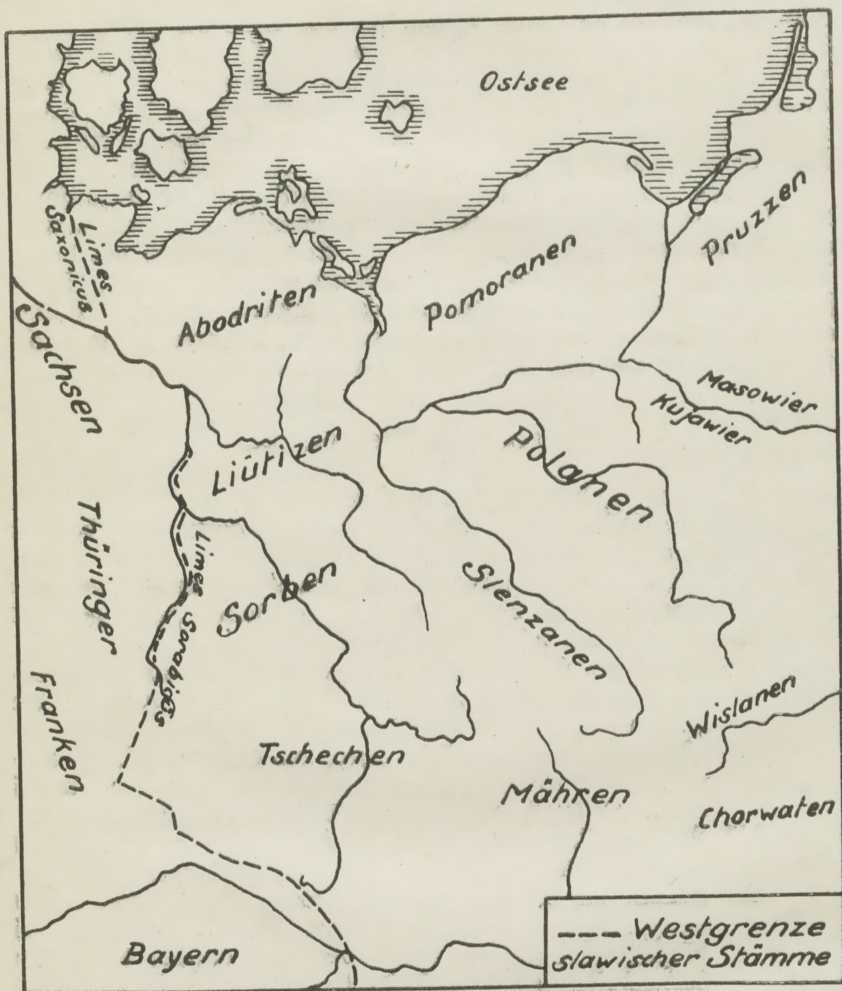 Ostsee
Limes
Saxonicus
Pruzzen
Abodriten
Pomoranen
Sachsen
Masowier
Kujawier
Polanen
Liutizen
Thüringer
Limes Sorabicus
Sorben
Slenzanen
Franken
Wislanen
Tschechen
Mähren
Chorwaten
Bayern
Westgrenze
slawischer Stämme